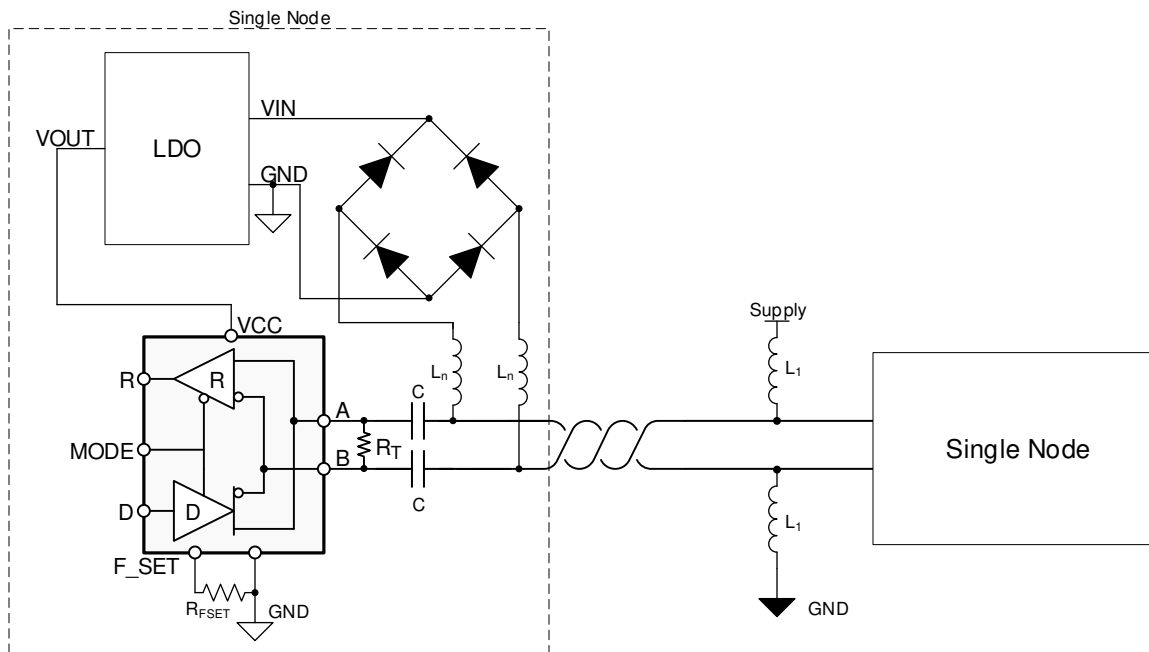 Single Node
VIN
VOUT
LDO
GND
Supply
VCC
L1
Ln
Ln
C
R
R
A
MODE
RT
Single Node
B
D
D
C
L1
F_SET
RFSET
GND
GND